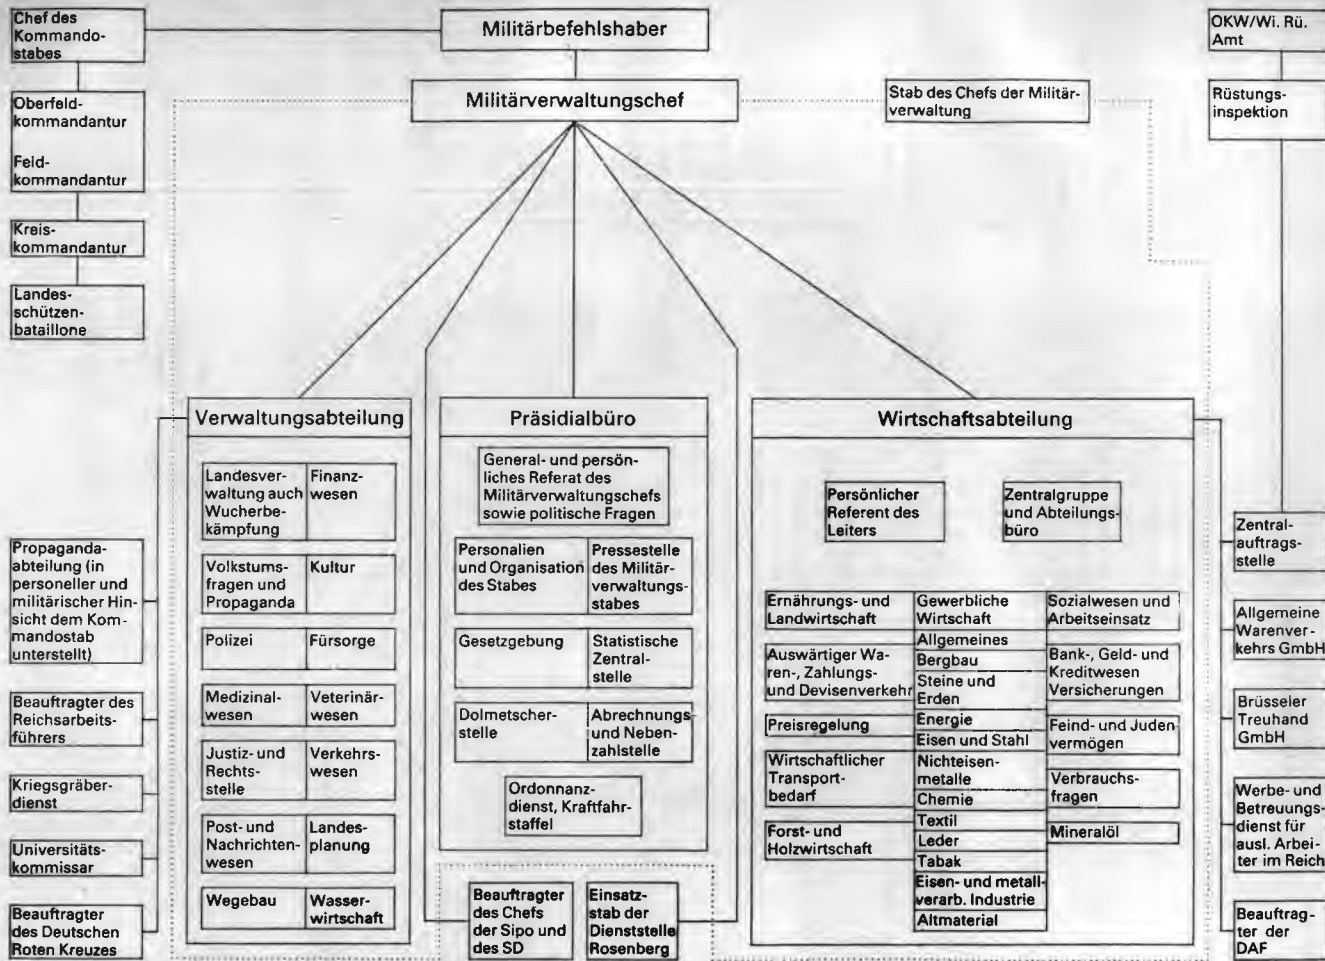 Chef des
Kommando-
stabes
Militärbefehlshaber
OKW/Wi. Rü.
Amt
Militärverwaltungschef
Stab des Chefs der Militär-
verwaltung
Rüstungs-
inspektion
Oberfeld-
kommandantur
Feld-
kommandantur
Kreis-
kommandantur
Landes-
schützen-
bataillone
Propaganda-
abteilung (in
personeller und
militärischer Hin-
sicht dem Kom-
mandostab
unterstellt)
Beauftragter des
Reichsarbeits-
führers
Kriegsgräber-
dienst
Universitäts-
kommissar
Beauftragter
des Deutschen
Roten Kreuzes
Verwaltungsabteilung
Landesver-
waltung auch
Wucherbe-
kämpfung
Finanz-
wesen
Volkstums-
fragen und
Propaganda
Kultur
Polizei
Fürsorge
Medizinal-
wesen
Veterinär-
wesen
Justiz- und
Rechts-
stelle
Verkehrs-
wesen
Post- und
Nachrichten-
wesen
Landes-
planung
Wegebau
Wasser-
wirtschaft
Präsidialbüro
General- und persön-
liches Referat des
Militärverwaltungschefs
sowie politische Fragen
Personalien
und Organisation
des Stabes
Pressestelle
des Militär-
verwaltungs-
stabes
Gesetzgebung
Statistische
Zentral-
stelle
Dolmetscher-
stelle
Abrechnungs
und Neben-
zahlstelle
Ordonnanz-
dienst, Kraftfahr-
staffel
Beauftragter
des Chefs
der Sipo und
des SD
Einsatz-
stab der
Dienststelle
Rosenberg
Wirtschaftsabteilung
Persönlicher
Referent des
Leiters
Zentralgruppe
und Abteilungs-
büro
Ernährungs- und
Landwirtschaft
Auswärtiger Wa-
ren-, Zahlungs-
und Devisenverkehr
Preisregelung
Wirtschaftlicher
Transport-
bedarf
Forst- und
Holzwirtschaft
Gewerbliche
Wirtschaft
Allgemeines
Bergbau
Steine und
Erden
Energie
Eisen und Stahl
Nichteisen-
metalle
Chemie
Textil
Leder
Tabak
Eisen- und metall-
verarb. Industrie
Altmaterial
Sozialwesen und
Arbeitseinsatz
Bank-, Geld- und
Kreditwesen
Versicherungen
Feind- und Juden
vermögen
Verbrauchs-
fragen
Mineralöl
Zentral-
auftrags-
stelle
Allgemeine
Warenver-
kehrs GmbH
Brüsseler
Treuhand
GmbH
Werbe- und
Betreuungs-
dienst für
ausl. Arbei-
ter im Reich
Beauftrag-
ter der
DAF